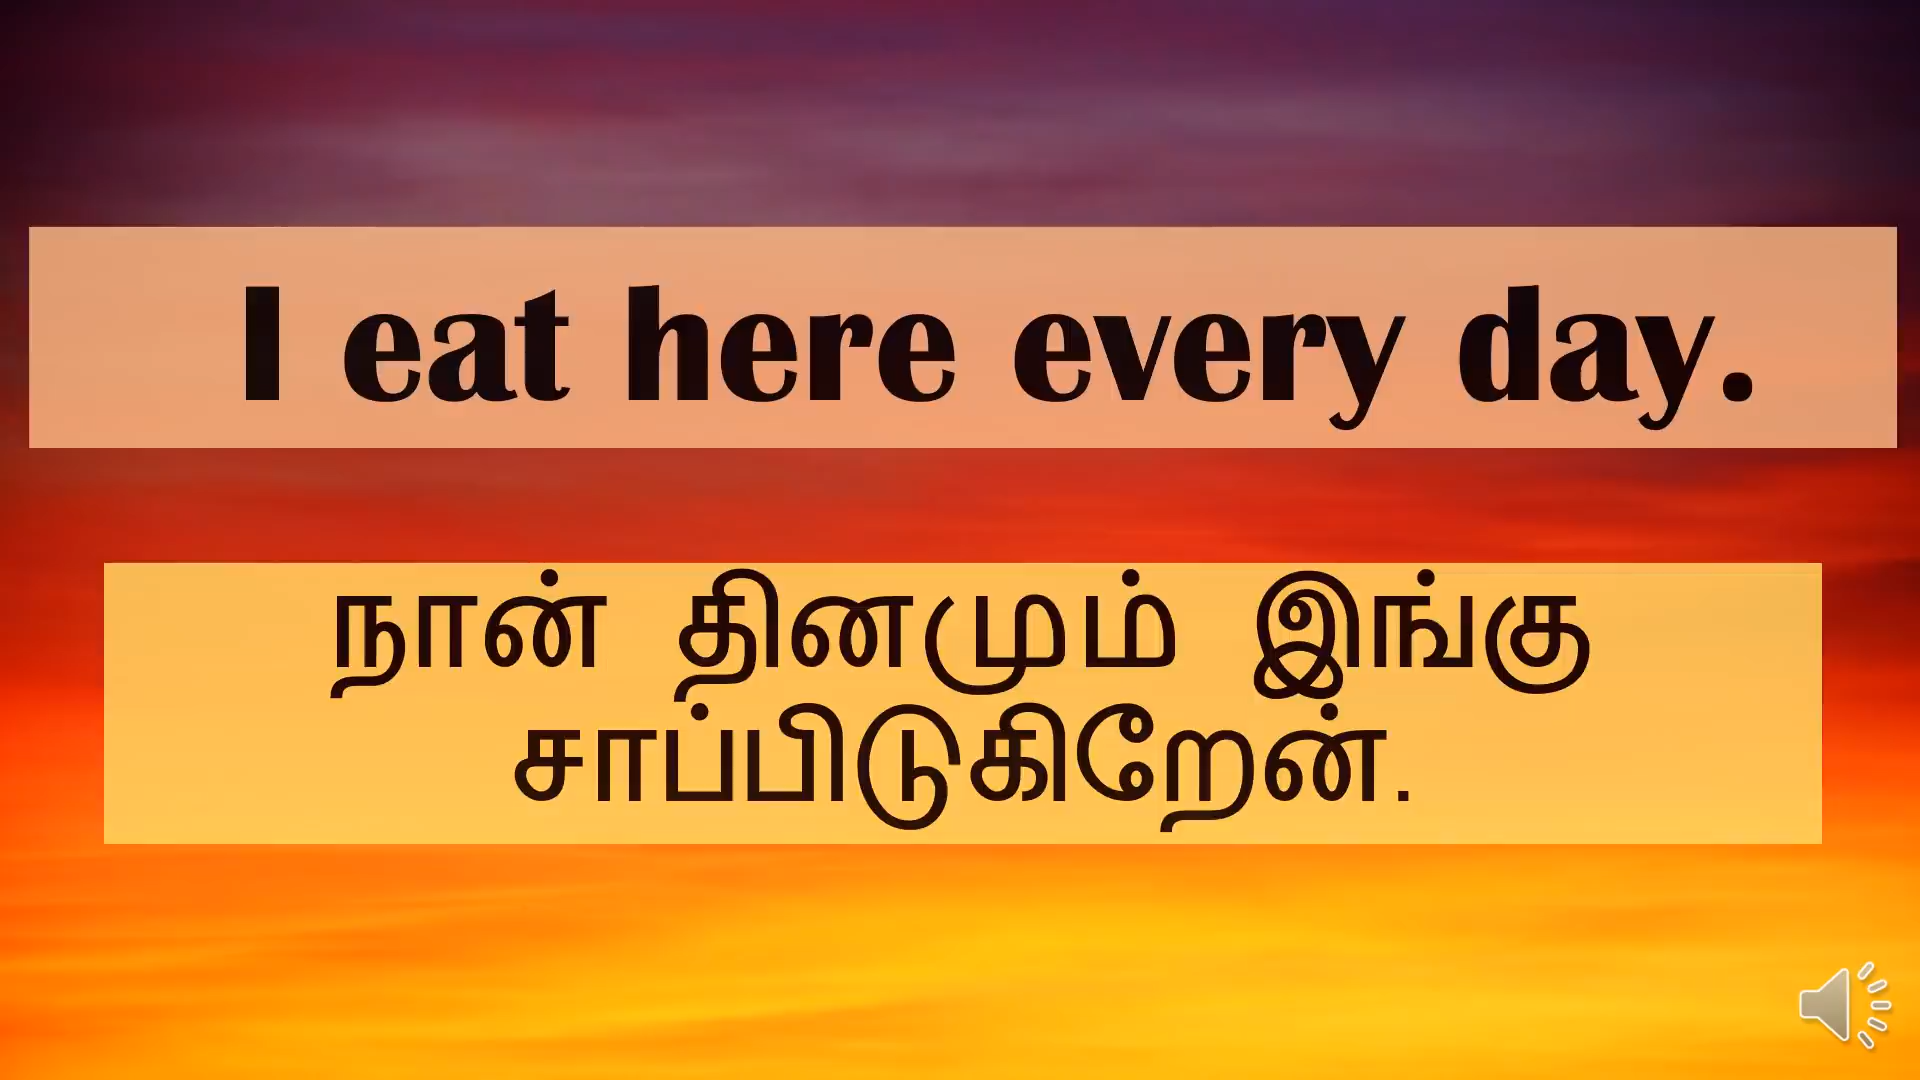 I eat here every day.
நான் தினமும் இங்கு
சாப்பிடுகிறேன்.